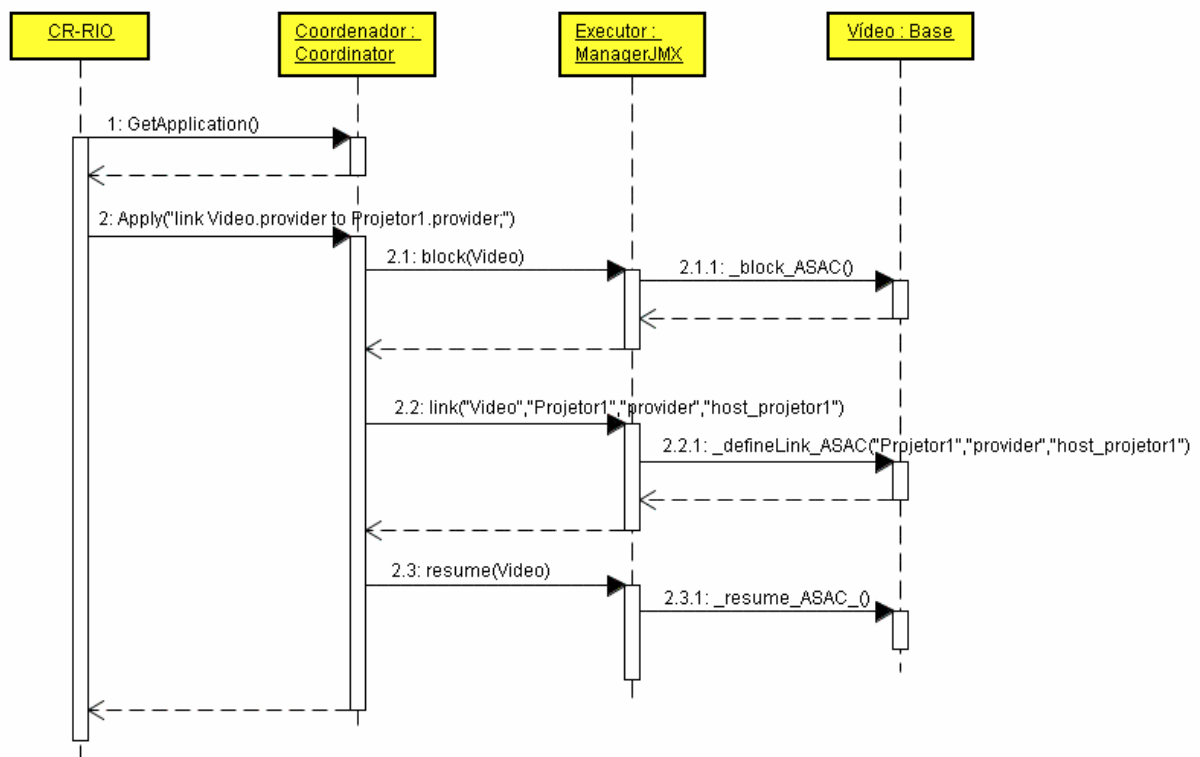 CR-RIO
Coordenador :
Coordinator
Executor :
ManagerJMX
Vídeo : Base
1: GetApplication()
2: Apply("link Video.provider to Projetor1.provider;")
2.1: block(Video)
2.1.1: _block_ASAC()
2.2: link("Video","Projetor1","provider","host_projetor1")
2.2.1: _defineLink_ASAC("Projetor1","provider","host_projetor1")
2.3: resume(Video)
2.3.1: _resume_ASAC_()